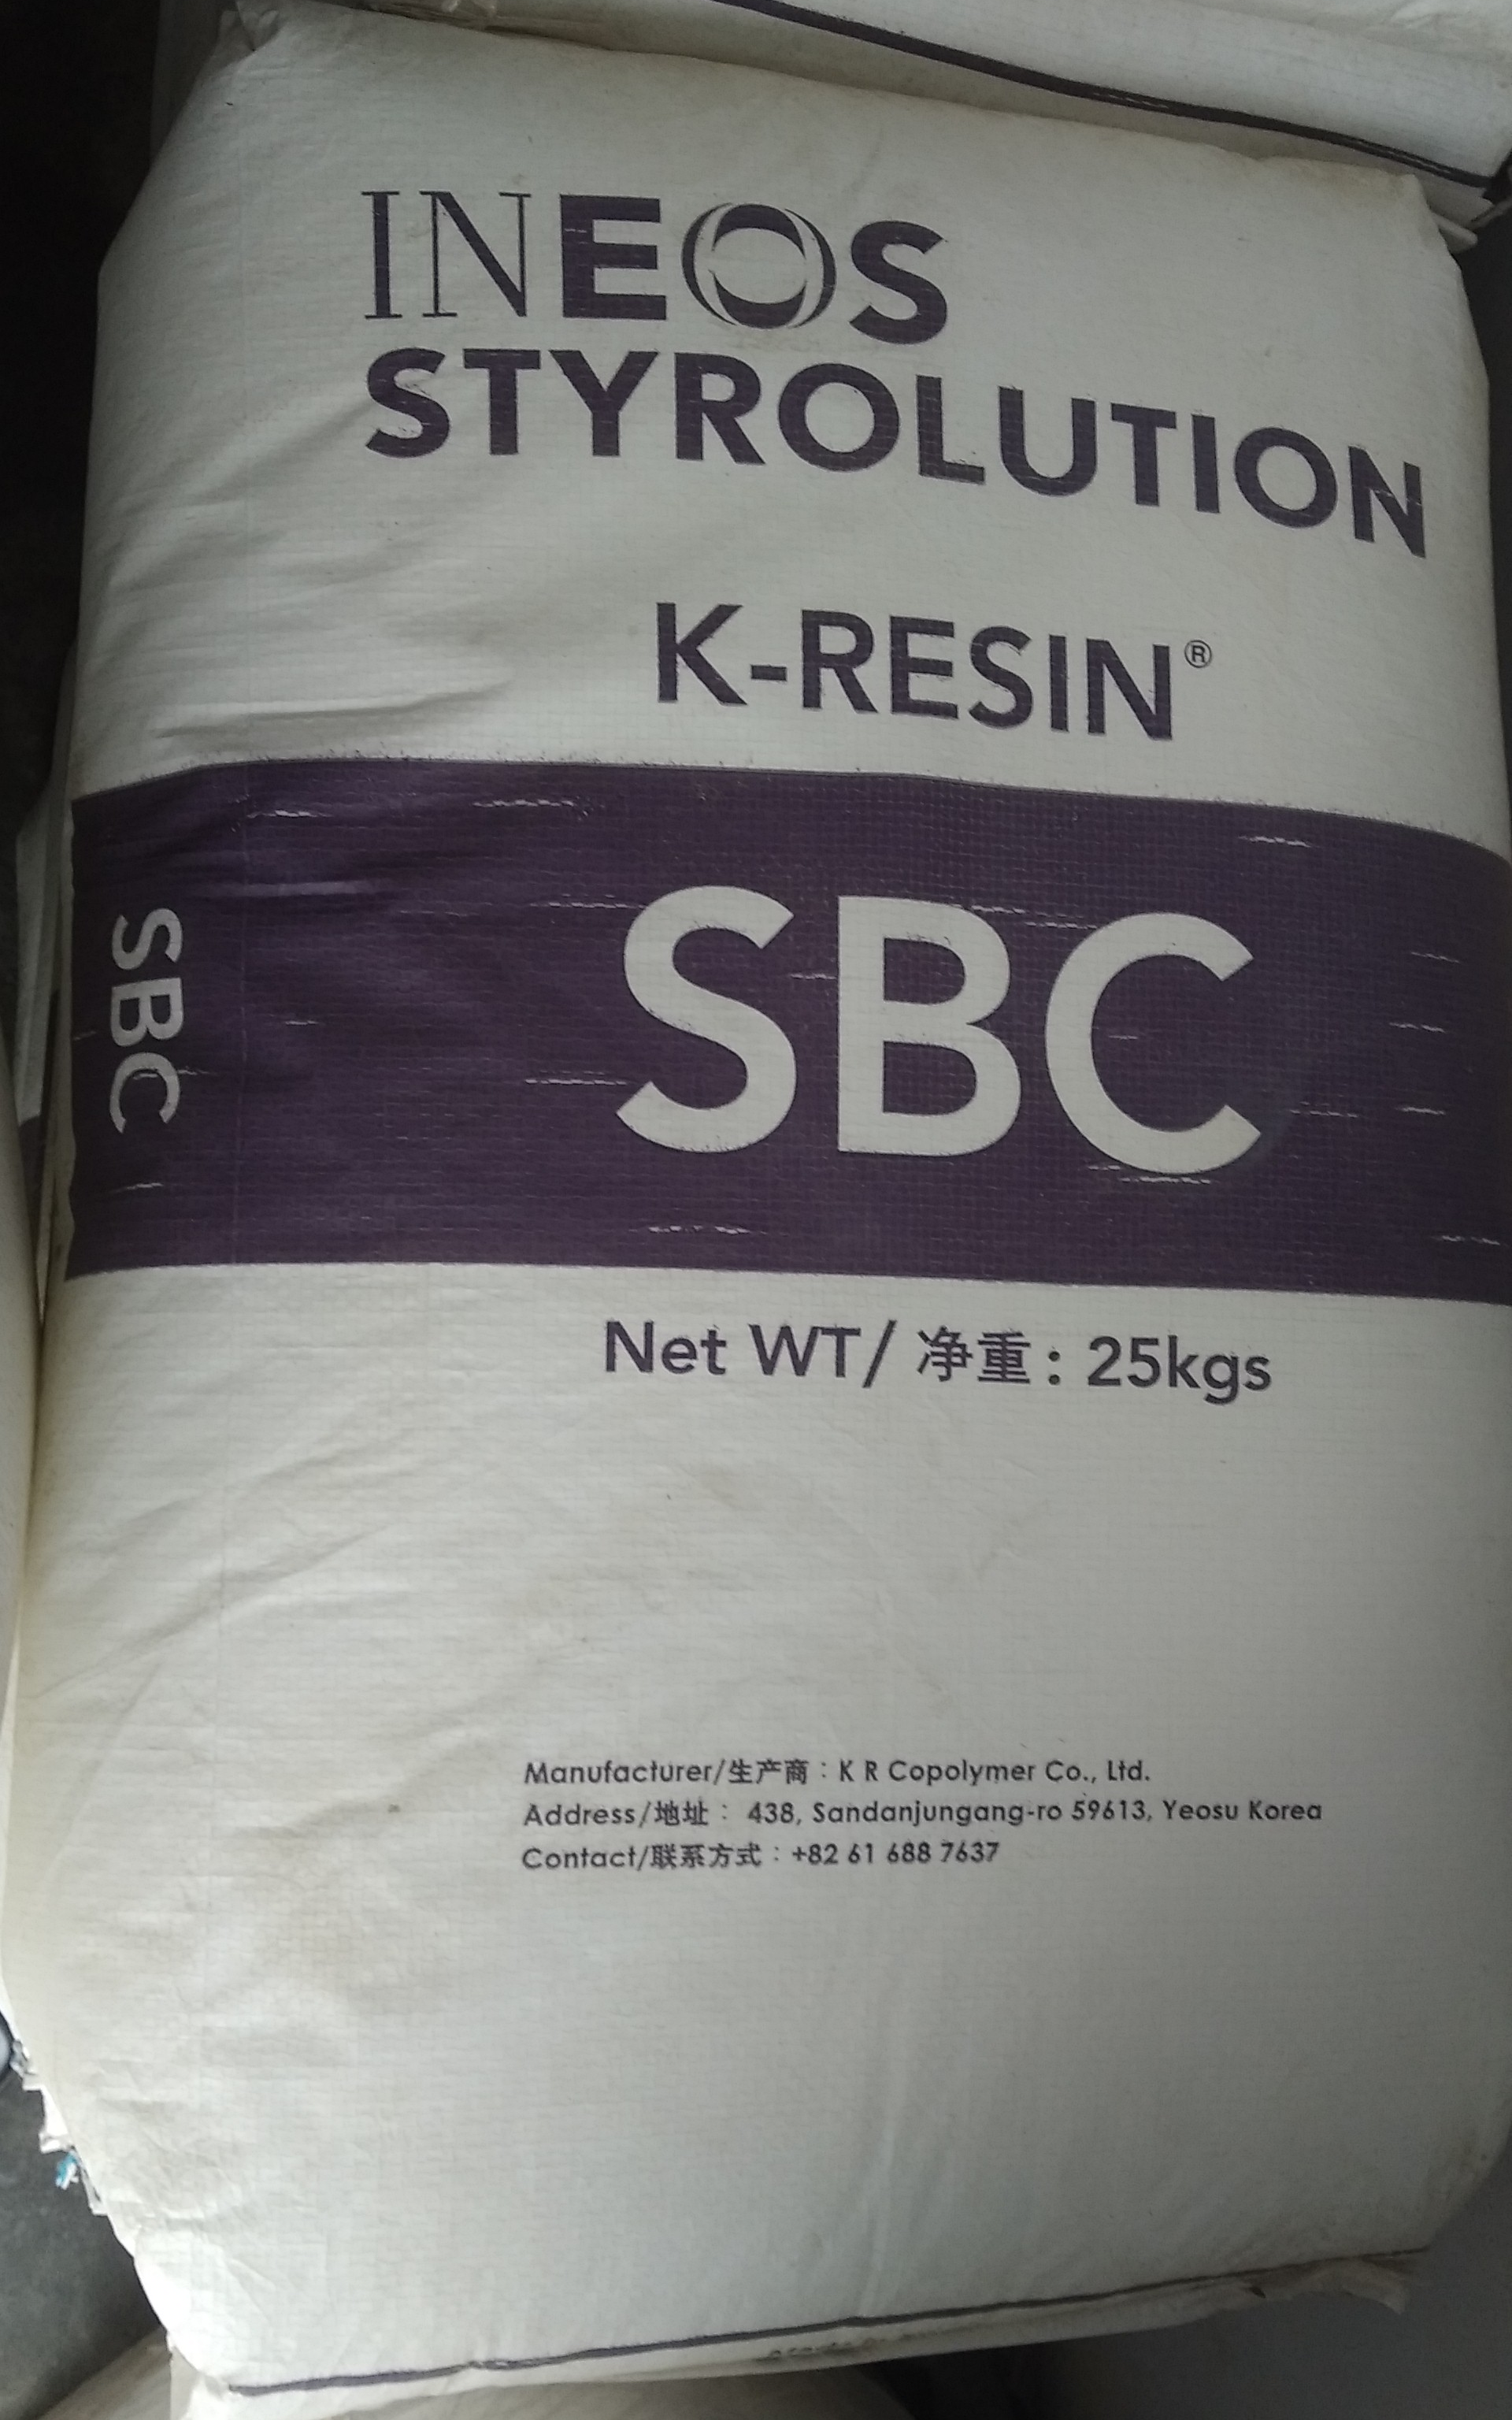 INEOS
STYROLUTION
K-RESIN®
SBC
SBC
Net WT/ 净重: 25kgs
Manufacturer/生产商 : K R Copolymer Co., Ltd.
Address/地址 : 438, Sandanjungang-ro 59613, Yeosu Korea
Contact/联系方式 : +82 61 688 7637